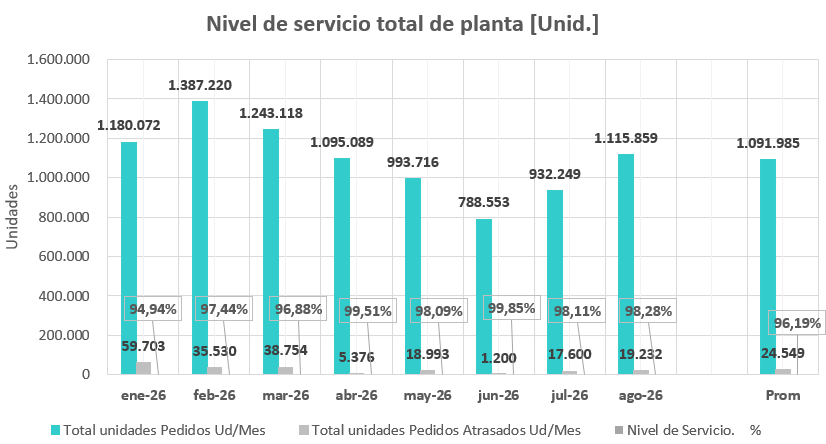 Nivel de servicio total de planta [Unid.]
Unidades
1.600.000
1.400.000
1.200.000
1.000.000
800.000
600.000
400.000
200.000
0
1.180.072
1.387.220
1.243.118
1.095.089
993.716
788.553
932.249
1.115.859
1.091.985
94,94%
97,44%
96,88%
99,51%
98,09%
99,85%
98,11%
98,28%
96,19%
59.703
35.530
38.754
5.376
18.993
1.200
17.600
19.232
24.549
ene-26
feb-26
mar-26
abr-26
may-26
jun-26
jul-26
ago-26
Prom
Total unidades Pedidos Ud/Mes
Total unidades Pedidos Atrasados Ud/Mes
Nivel de Servicio. %